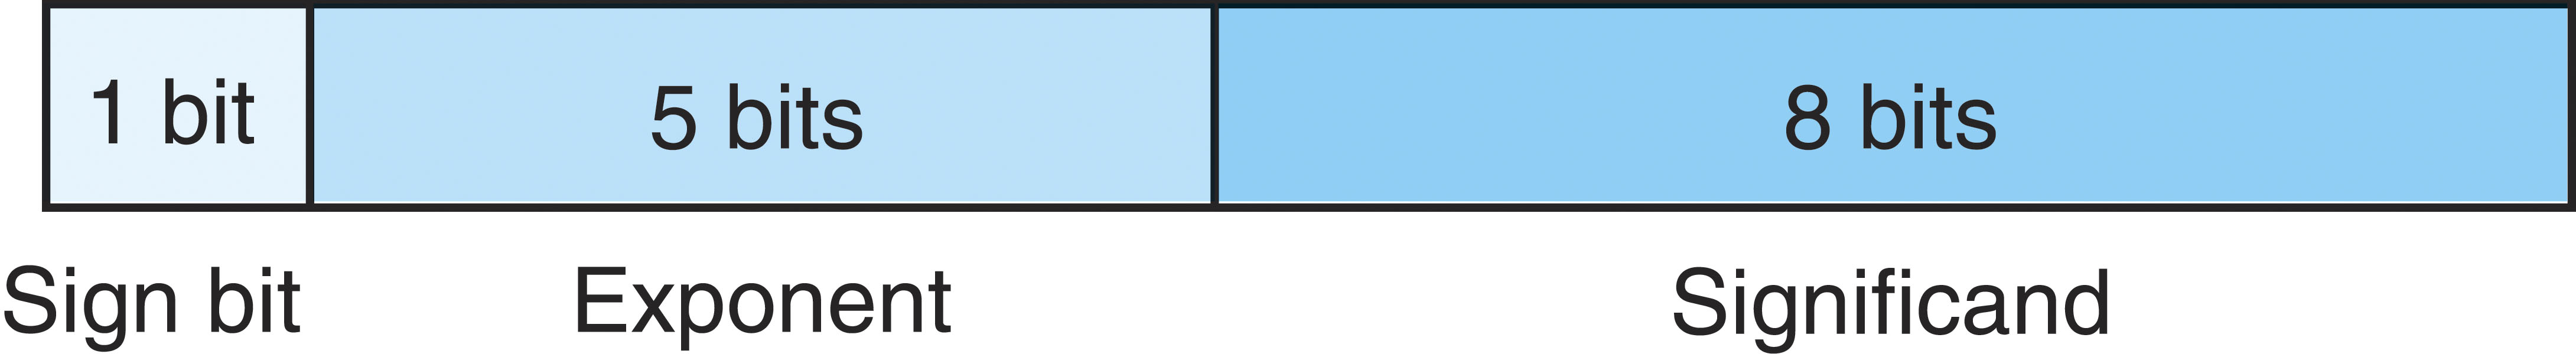 1 bit 5 bits 8 bits
Sign bit Exponent Significand